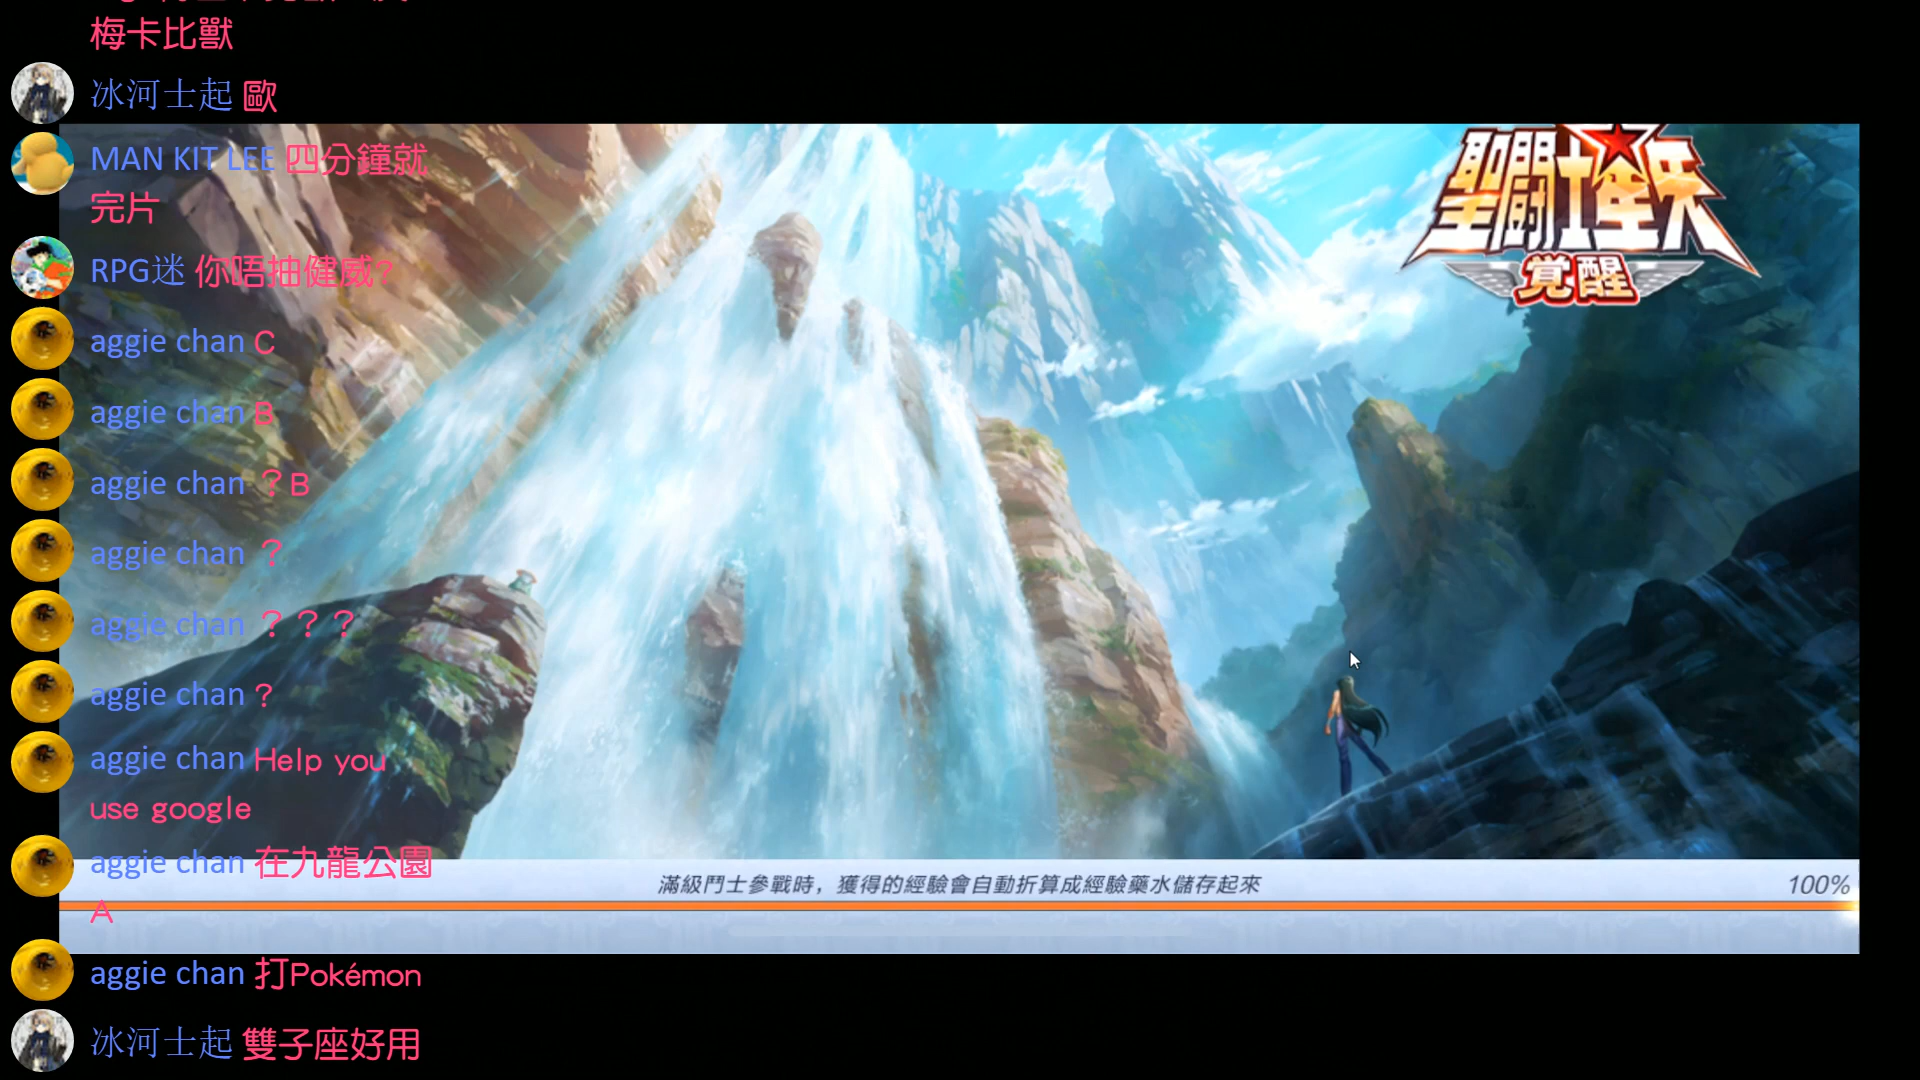 梅卡比獸
冰河士起 歐
MAN KIT LEE 四分鐘就
完片
RPG迷 你唔抽健威?
aggie chan C
aggie chan B
aggie chan ？B
aggie chan ？
aggie chan ？？？
aggie chan ?
aggie chan Help you
use google
aggie chan 在九龍公園
A
aggie chan 打Pokémon
冰河士起 雙子座好用
聖闘士星矢
覚醒
滿級鬥士參戰時，獲得的經驗會自動折算成經驗藥水儲存起來
100%